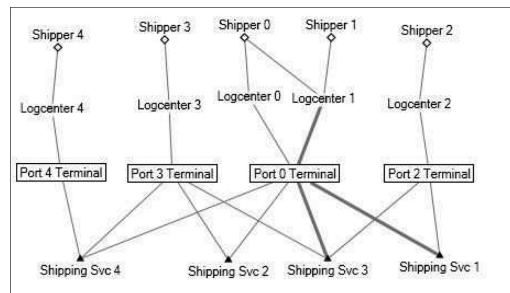 Shipper 4
Shipper 3
Shipper 0
Shipper 1
Shipper 2
Logcenter 4
Logcenter 3
Logcenter 0
Logcenter 1
Logcenter 2
Port 4 Terminal
Port 3 Terminal
Port 0 Terminal
Port 2 Terminal
Shipping Svc 4
Shipping Svc 2
Shipping Svc 3
Shipping Svc 1